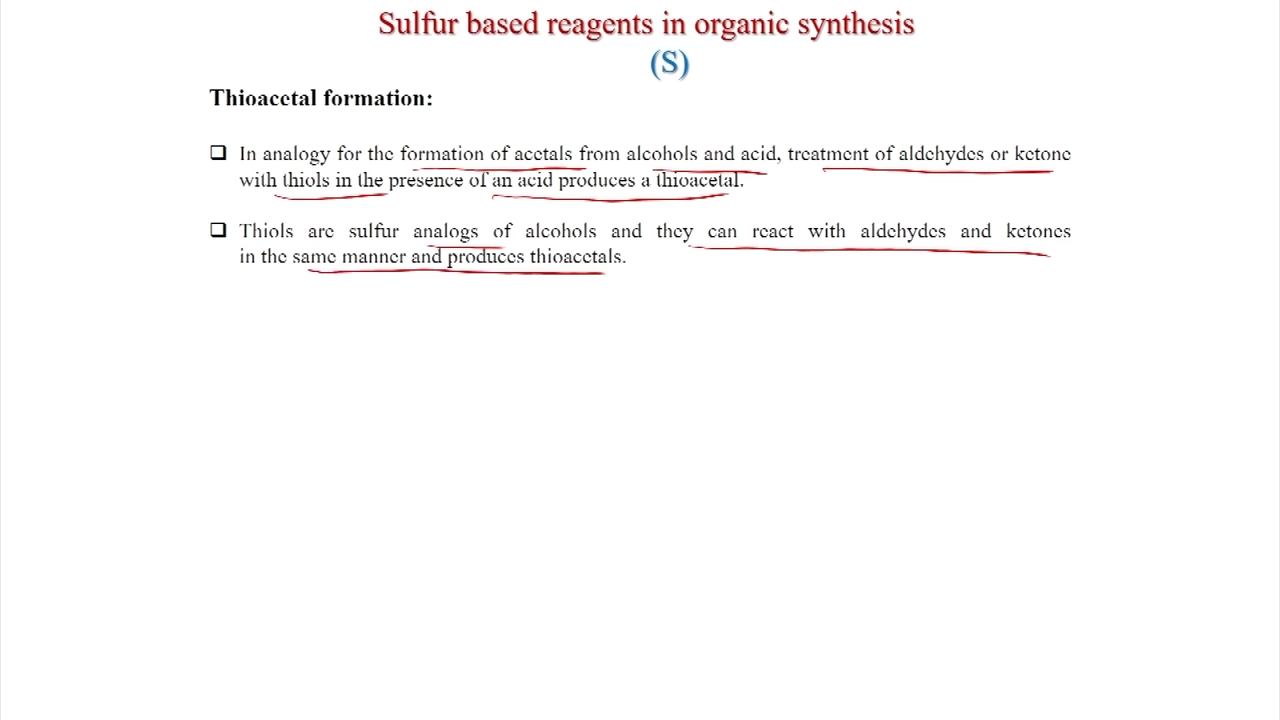 Sulfur based reagents in organic synthesis
(S)
Thioacetal formation:
❑ In analogy for the formation of acetals from alcohols and acid, treatment of aldehydes or ketone
with thiols in the presence of an acid produces a thioacetal.
❑ Thiols are sulfur analogs of alcohols and they can react with aldehydes and ketones
in the same manner and produces thioacetals.